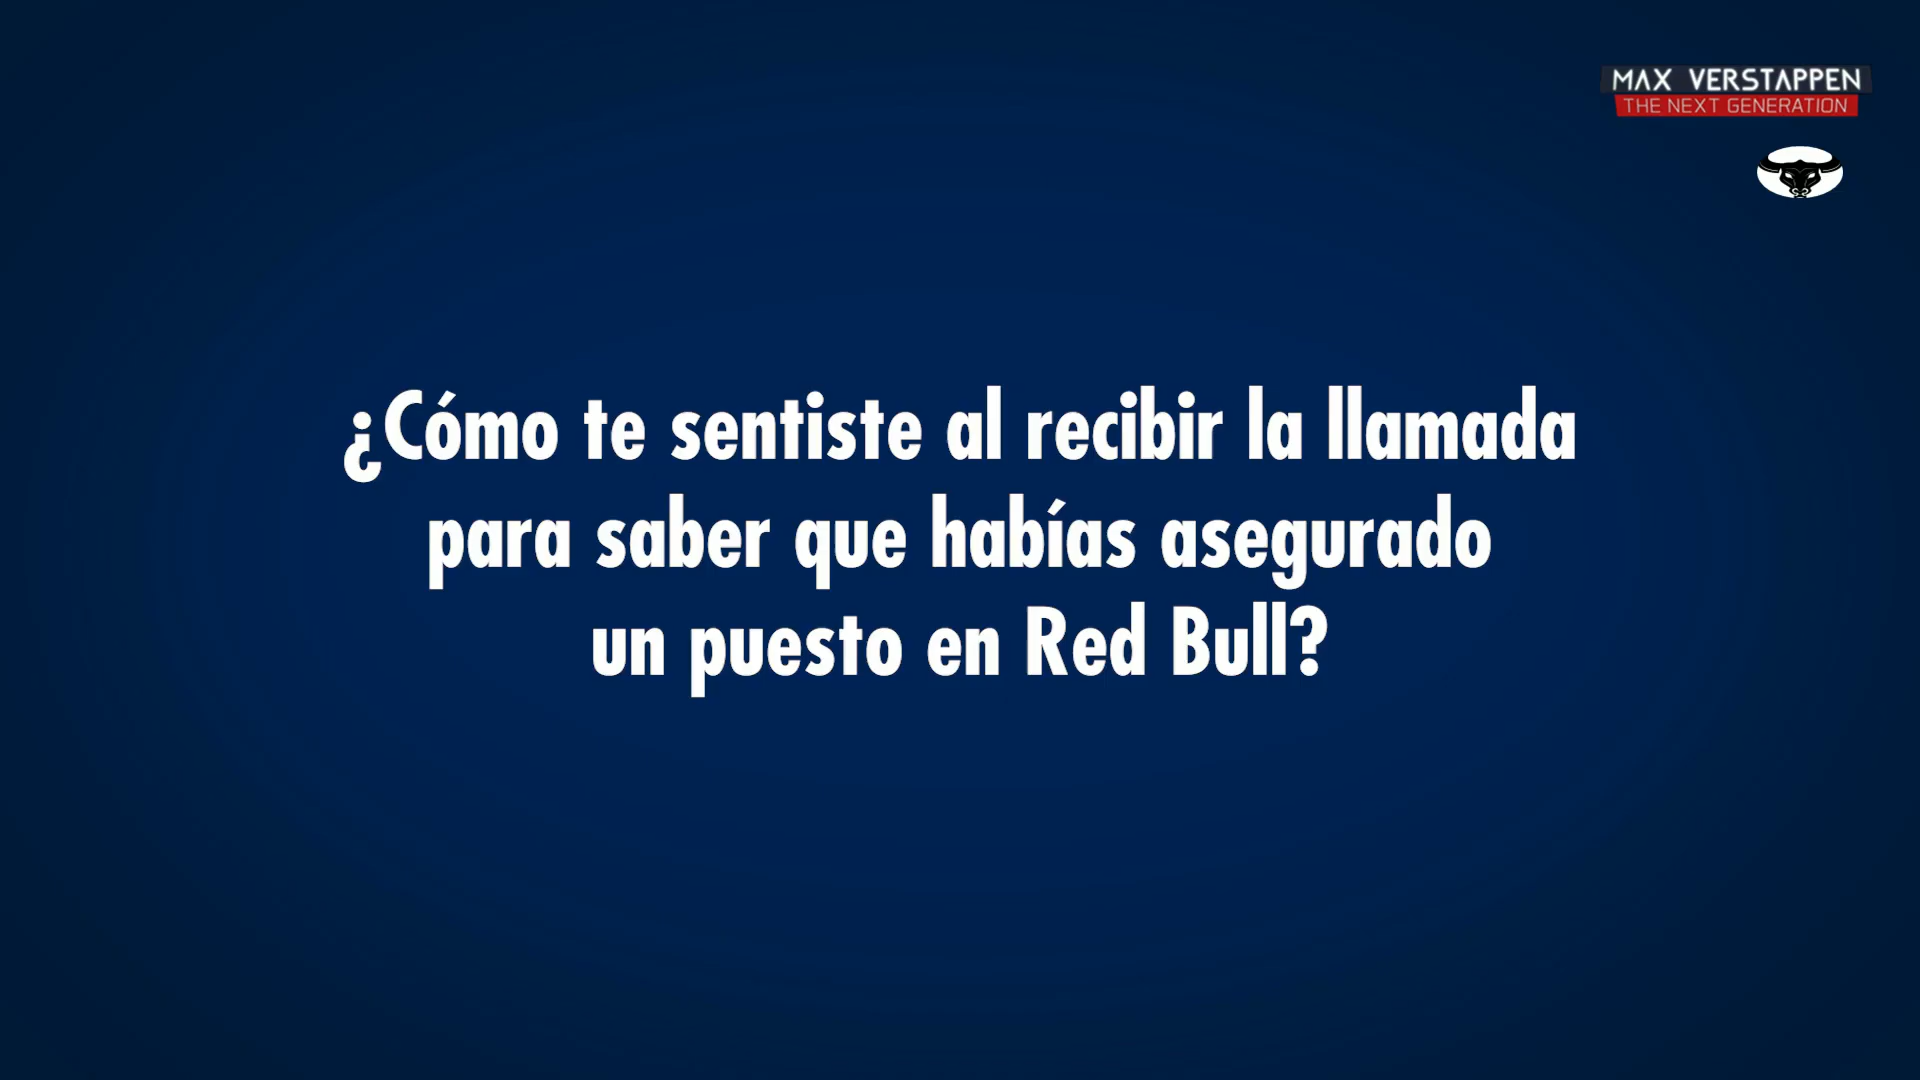 MAX VERSTAPPEN
THE NEXT GENERATION
¿Cómo te sentiste al recibir la llamada
para saber que habías asegurado
un puesto en Red Bull?